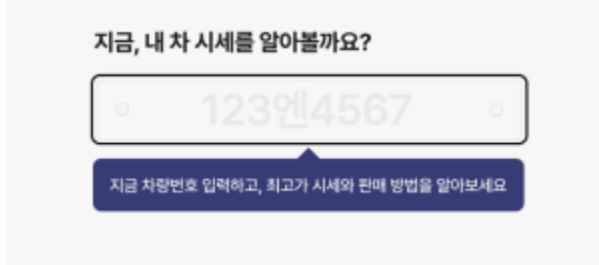 지금, 내 차 시세를 알아볼까요?
123엔4567
지금 차량번호 입력하고, 최고가 시세와 판매 방법을 알아보세요